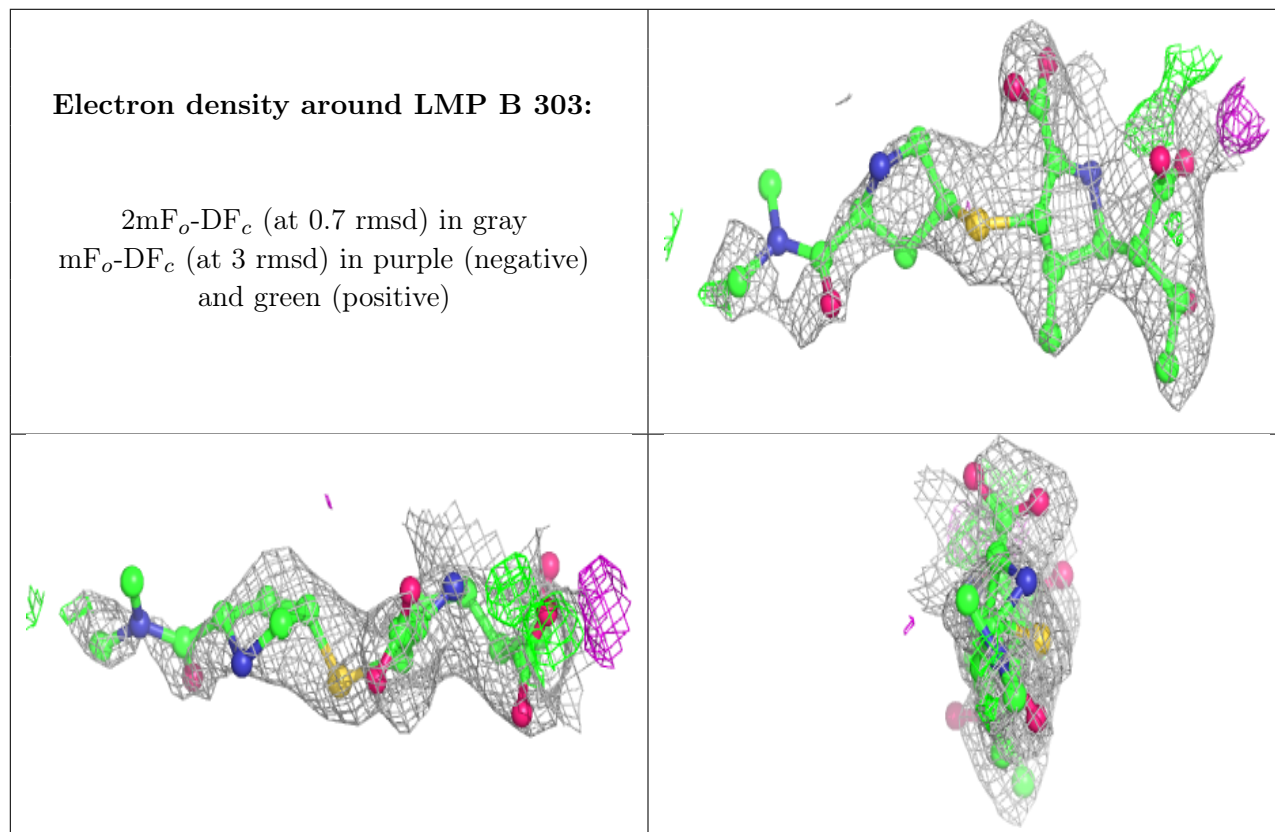 Electron density around LMP B 303:
2mFo-DFc (at 0.7 rmsd) in gray
mFo-DFc (at 3 rmsd) in purple (negative)
and green (positive)